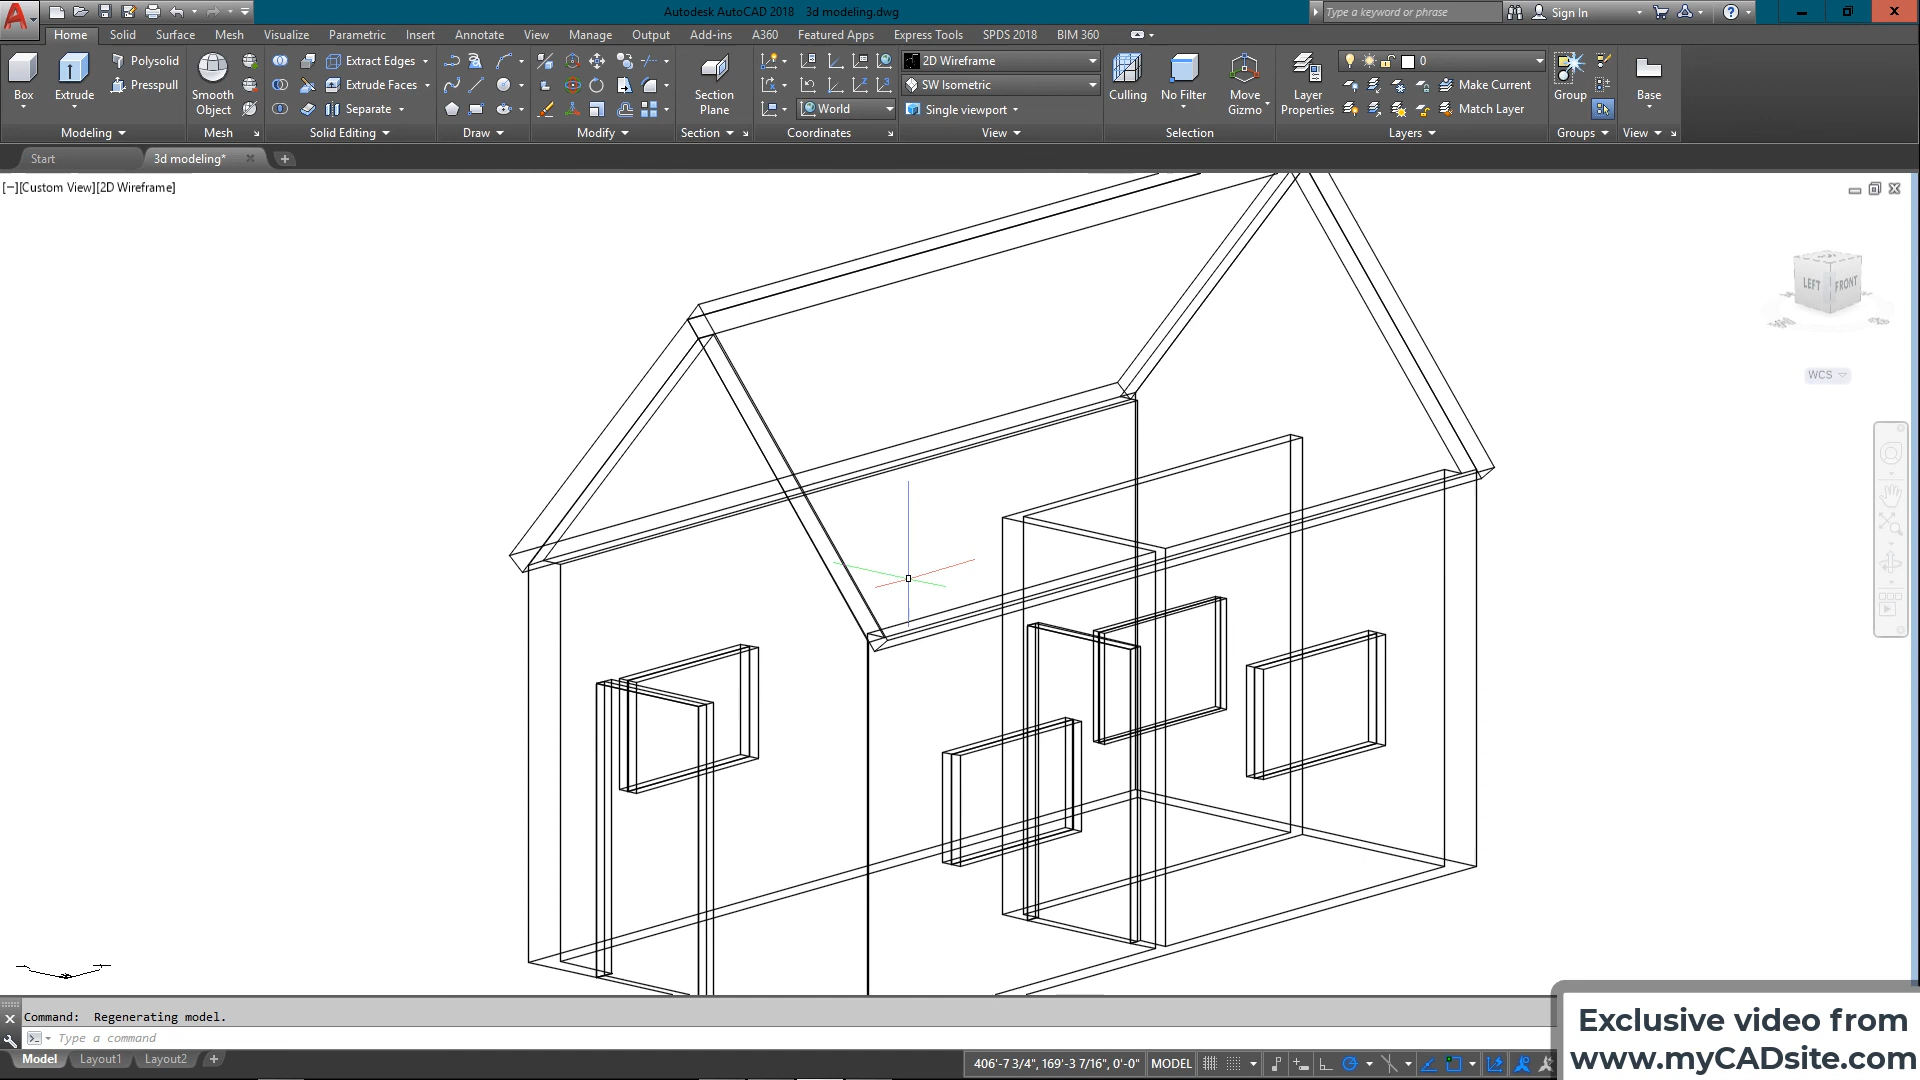 Autodesk AutoCAD 2018 3d modeling.dwg
Type a keyword or phrase
Sign In
Home Solid Surface Mesh Visualize Parametric Insert Annotate View Manage Output Add-ins A360 Featured Apps Express Tools SPDS 2018 BIM 360
Box
Extrude
Polysolid
Presspull
Modeling
Smooth
Object
Mesh
Extract Edges
Extrude Faces
Separate
Solid Editing
Draw
Modify
Section
Plane
Section
World
Coordinates
2D Wireframe
SW Isometric
Single viewport
View
Culling
No Filter
Move
Gizmo
Selection
Layer
Properties
0
Make Current
Match Layer
Layers
Group
Groups
Base
View
Start
3d modeling*
[−][Custom View][2D Wireframe]
LEFT
FRONT
WCS
Command: Regenerating model.
Type a command
Model Layout1 Layout2
406'-7 3/4", 169'-3 7/16", 0'-0" MODEL
Exclusive video from
www.myCADsite.com